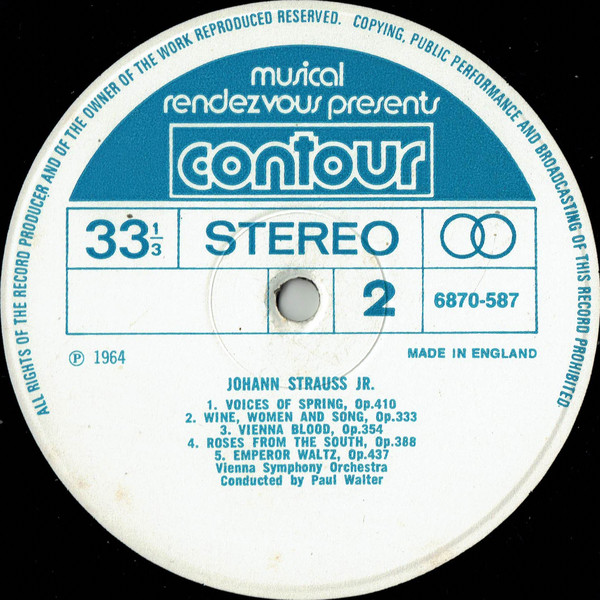 ALL RIGHTS OF THE RECORD PRODUCER AND OF THE OWNER OF THE WORK REPRODUCED RESERVED. COPYING, PUBLIC PERFORMANCE AND BROADCASTING OF THIS RECORD PROHIBITED
musical
rendezvous presents
contour
33 1/3 STEREO
2 6870-587
Ⓟ 1964 MADE IN ENGLAND
JOHANN STRAUSS JR.
1. VOICES OF SPRING, Op.410
2. WINE, WOMEN AND SONG, Op.333
3. VIENNA BLOOD, Op.354
4. ROSES FROM THE SOUTH, Op.388
5. EMPEROR WALTZ, Op.437
Vienna Symphony Orchestra
Conducted by Paul Walter